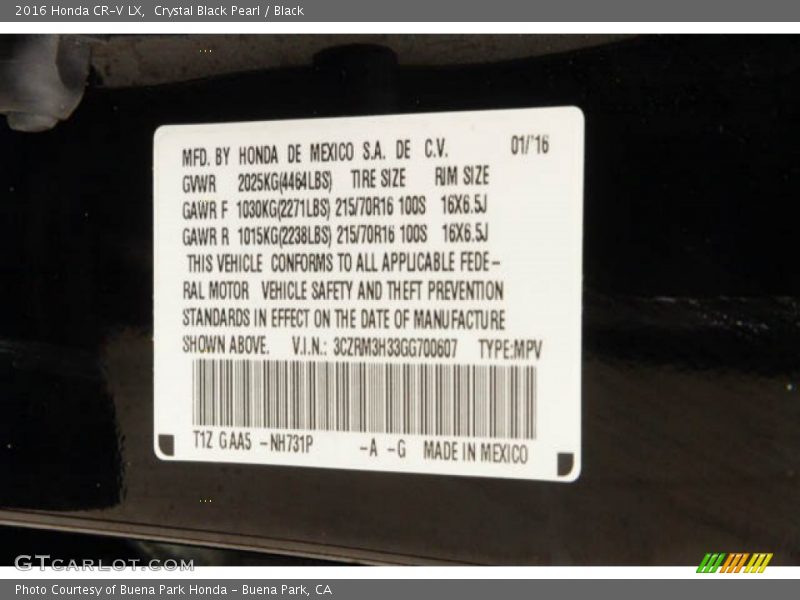 2016 Honda CR-V LX, Crystal Black Pearl / Black
MFD. BY HONDA DE MEXICO S.A. DE C.V. 01/'16
GVWR 2025KG(4464LBS) TIRE SIZE RIM SIZE
GAWR F 1030KG(2271LBS) 215/70R16 100S 16X6.5J
GAWR R 1015KG(2238LBS) 215/70R16 100S 16X6.5J
THIS VEHICLE CONFORMS TO ALL APPLICABLE FEDE-
RAL MOTOR VEHICLE SAFETY AND THEFT PREVENTION
STANDARDS IN EFFECT ON THE DATE OF MANUFACTURE
SHOWN ABOVE. V.I.N.: 3CZRM3H33GG700607 TYPE:MPV
T1Z GAA5 -NH731P -A -G MADE IN MEXICO
GTcarlot.com
Photo Courtesy of Buena Park Honda - Buena Park, CA